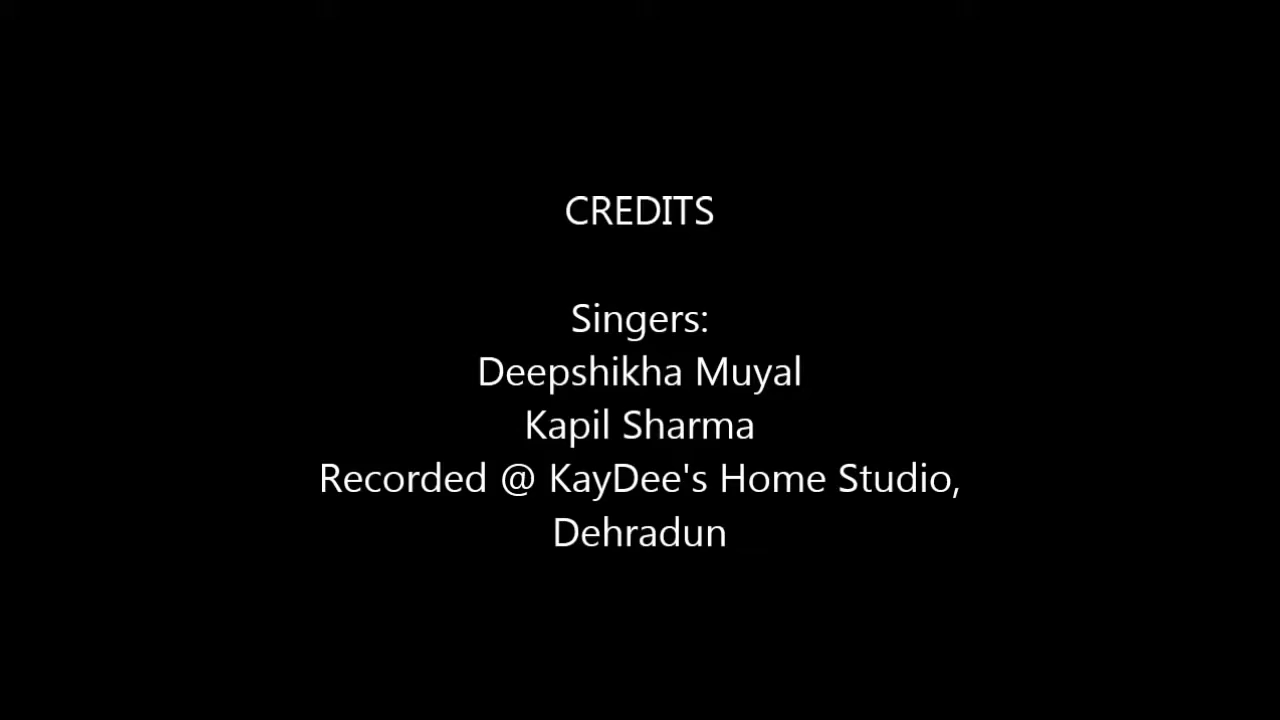 CREDITS
Singers:
Deepshikha Muyal
Kapil Sharma
Recorded @ KayDee's Home Studio,
Dehradun